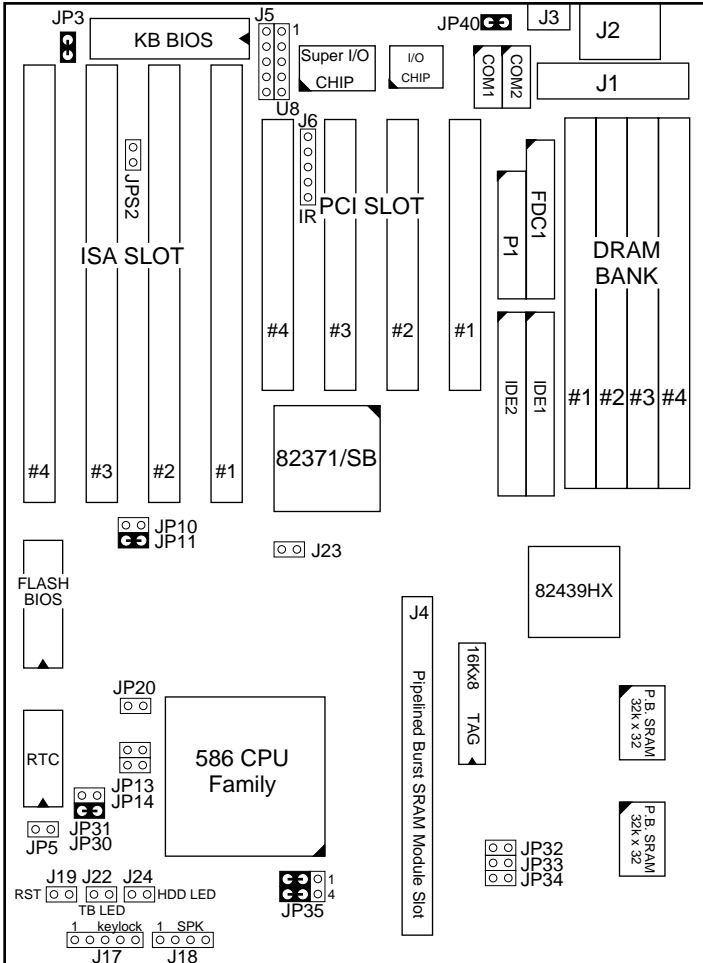 JP3
KB BIOS
J5
1
Super I/O
CHIP
I/O
CHIP
JP40
J3
J2
COM1
COM2
J1
U8
J6
IR
JPS2
ISA SLOT
PCI SLOT
P1
FDC1
DRAM
BANK
#4
#3
#2
#1
IDE2
IDE1
#1
#2
#3
#4
82371/SB
#4
#3
#2
#1
JP10
JP11
J23
FLASH
BIOS
J4
Pipelined Burst SRAM Module Slot
82439HX
16Kx8 TAG
JP20
P.B. SRAM
32k x 32
RTC
586 CPU
Family
JP13
JP14
JP31
JP30
JP5
P.B. SRAM
32k x 32
JP32
JP33
JP34
J19
J22
J24
RST
HDD LED
TB LED
1
4
JP35
1 keylock
J17
1 SPK
J18